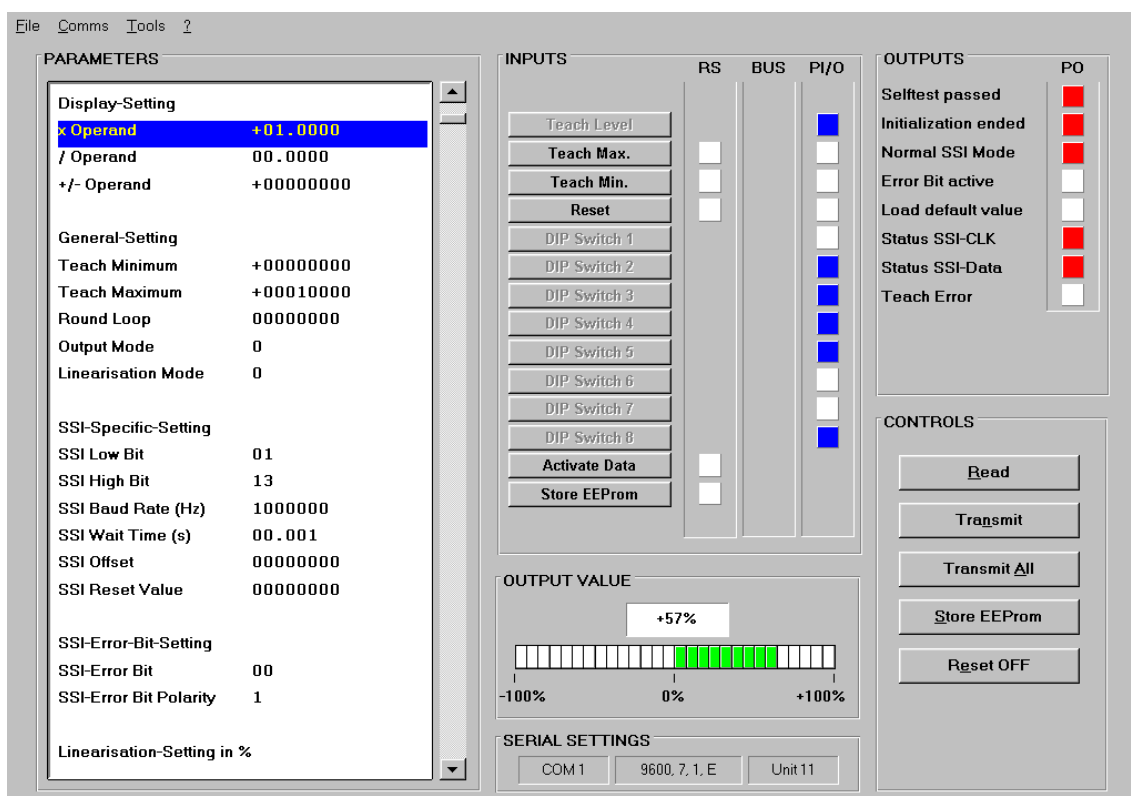 File Comms Tools ?
PARAMETERS
Display-Setting
x Operand +01.0000
/ Operand 00.0000
+/- Operand +00000000
General-Setting
Teach Minimum +00000000
Teach Maximum +00010000
Round Loop 00000000
Output Mode 0
Linearisation Mode 0
SSI-Specific-Setting
SSI Low Bit 01
SSI High Bit 13
SSI Baud Rate (Hz) 1000000
SSI Wait Time (s) 00.001
SSI Offset 00000000
SSI Reset Value 00000000
SSI-Error-Bit-Setting
SSI-Error Bit 00
SSI-Error Bit Polarity 1
Linearisation-Setting in %
INPUTS
RS BUS PI/O
Teach Level
Teach Max.
Teach Min.
Reset
DIP Switch 1
DIP Switch 2
DIP Switch 3
DIP Switch 4
DIP Switch 5
DIP Switch 6
DIP Switch 7
DIP Switch 8
Activate Data
Store EEProm
OUTPUT VALUE
+57%
-100% 0% +100%
SERIAL SETTINGS
COM 1 9600, 7, 1, E Unit 11
OUTPUTS
PO
Selftest passed
Initialization ended
Normal SSI Mode
Error Bit active
Load default value
Status SSI-CLK
Status SSI-Data
Teach Error
CONTROLS
Read
Transmit
Transmit All
Store EEProm
Reset OFF